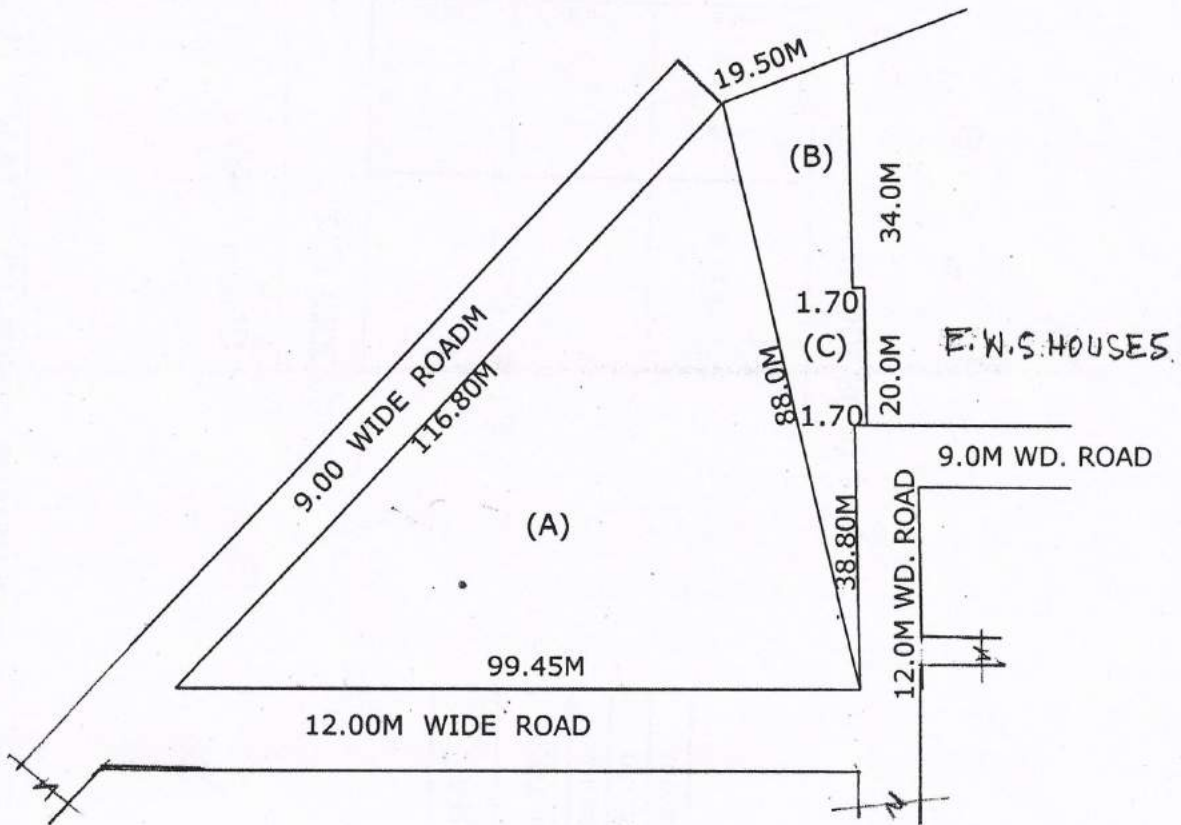 19.50M
(B)
34.0M
1.70
(C)
20.0M
E.W.S. HOUSES
9.00 WIDE ROADM
116.80M
88.0M
1.70
9.0M WD. ROAD
(A)
38.80M
12.0M WD. ROAD
99.45M
12.00M WIDE ROAD